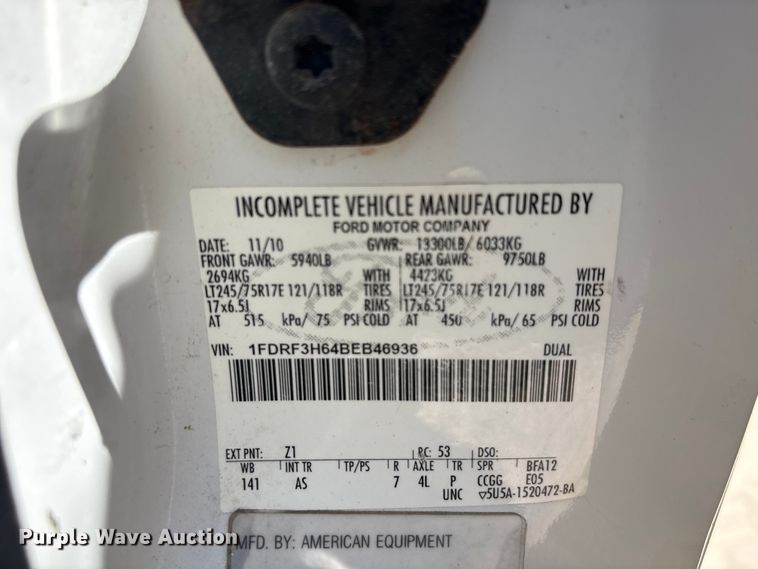 INCOMPLETE VEHICLE MANUFACTURED BY
FORD MOTOR COMPANY
DATE: 11/10 GVWR: 13300LB/ 6033KG
FRONT GAWR: 5940LB REAR GAWR: 9750LB
2694KG WITH 4423KG WITH
LT245/75R17E 121/118R TIRES LT245/75R17E 121/118R TIRES
17x6.5J RIMS 17x6.5J RIMS
AT 515 kPa/ 75 PSI COLD AT 450 kPa/ 65 PSI COLD
VIN: 1FDRF3H64BEB46936 DUAL
EXT PNT: Z1 RC: 53 DSO:
WB INT TR TP/PS R AXLE TR SPR BFA12
141 AS 7 4L P CCGG E05
UNC 5U5A-1520472-BA
Purple Wave Auction
MFD. BY: AMERICAN EQUIPMENT